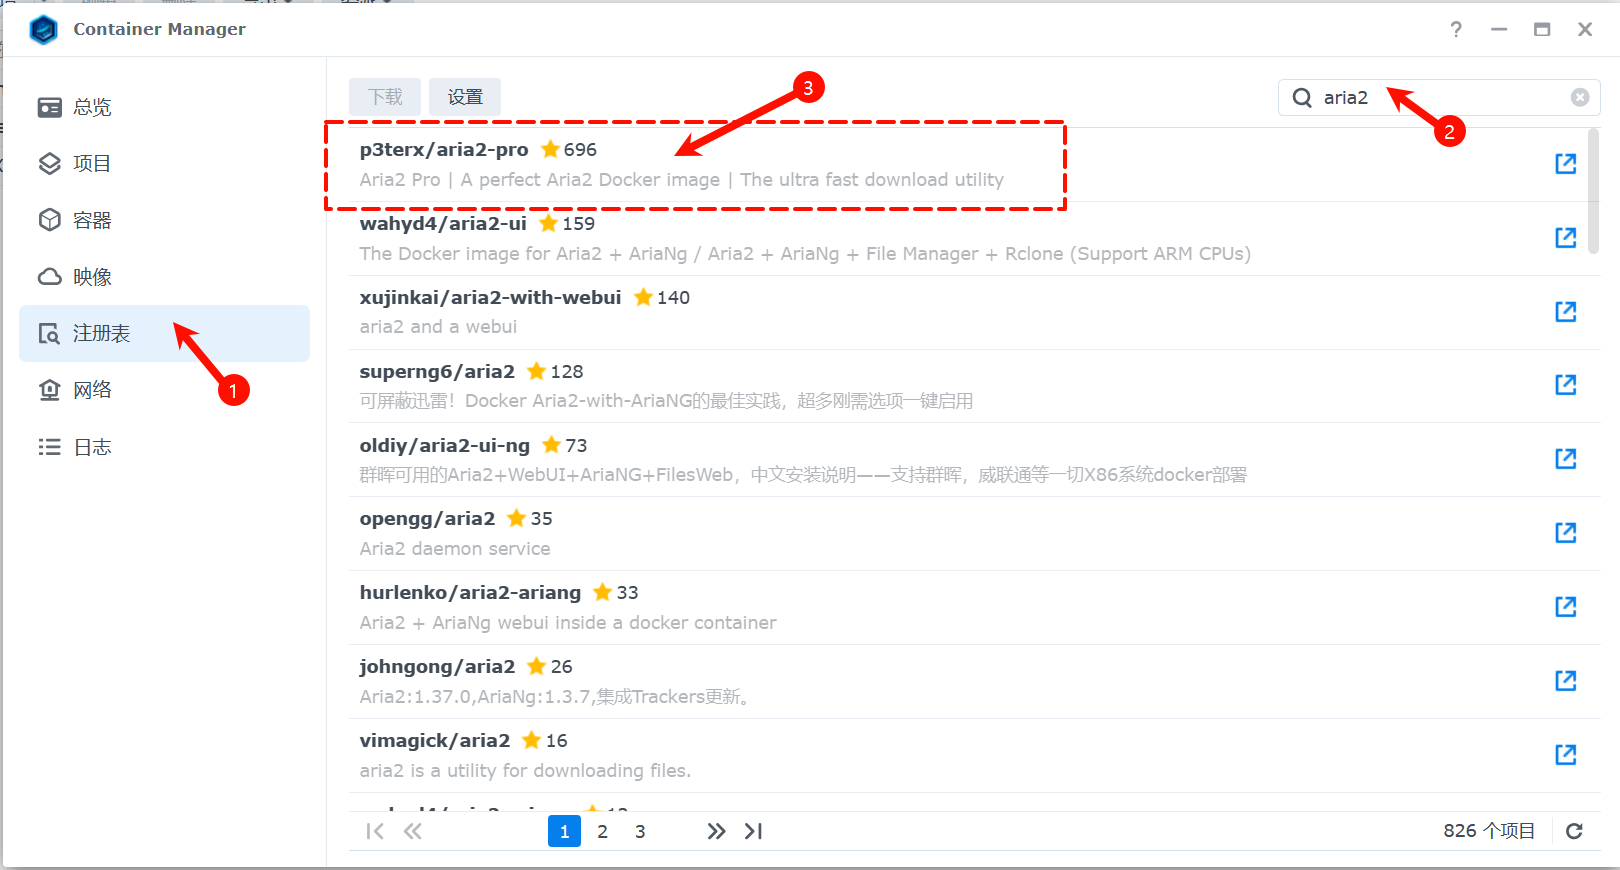 Container Manager
总览
项目
容器
映像
注册表
网络
日志
1
下载
设置
3
aria2
2
p3terx/aria2-pro 696
Aria2 Pro | A perfect Aria2 Docker image | The ultra fast download utility
wahyd4/aria2-ui 159
The Docker image for Aria2 + AriaNg / Aria2 + AriaNg + File Manager + Rclone (Support ARM CPUs)
xujinkai/aria2-with-webui 140
aria2 and a webui
superng6/aria2 128
可屏蔽迅雷！Docker Aria2-with-AriaNG的最佳实践，超多刚需选项一键启用
oldiy/aria2-ui-ng 73
群晖可用的Aria2+WebUI+AriaNG+FilesWeb，中文安装说明——支持群晖，威联通等一切X86系统docker部署
opengg/aria2 35
Aria2 daemon service
hurlenko/aria2-ariang 33
Aria2 + AriaNg webui inside a docker container
johngong/aria2 26
Aria2:1.37.0,AriaNg:1.3.7,集成Trackers更新。
vimagick/aria2 16
aria2 is a utility for downloading files.
1 2 3
826 个项目